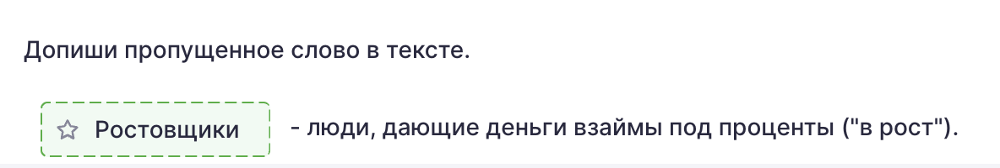 Допиши пропущенное слово в тексте.
Ростовщики - люди, дающие деньги взаймы под проценты ("в рост").